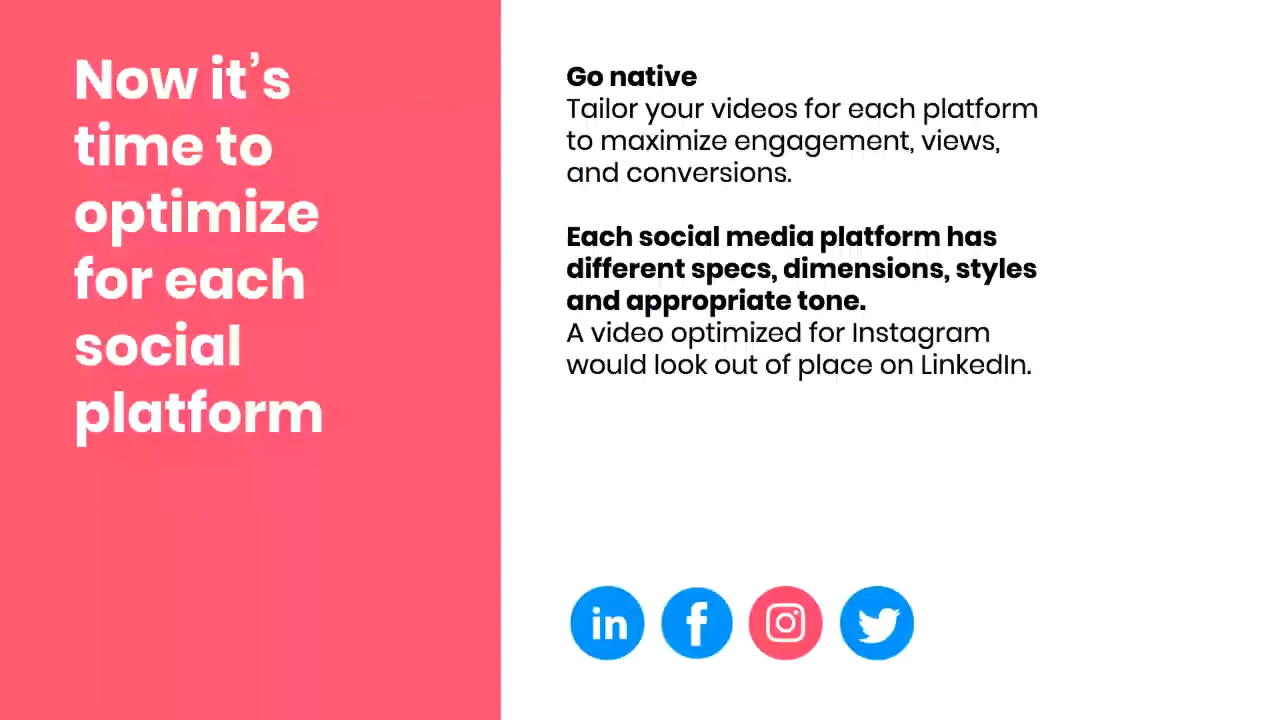 Now it’s
time to
optimize
for each
social
platform
Go native
Tailor your videos for each platform
to maximize engagement, views,
and conversions.
Each social media platform has
different specs, dimensions, styles
and appropriate tone.
A video optimized for Instagram
would look out of place on LinkedIn.
in
f